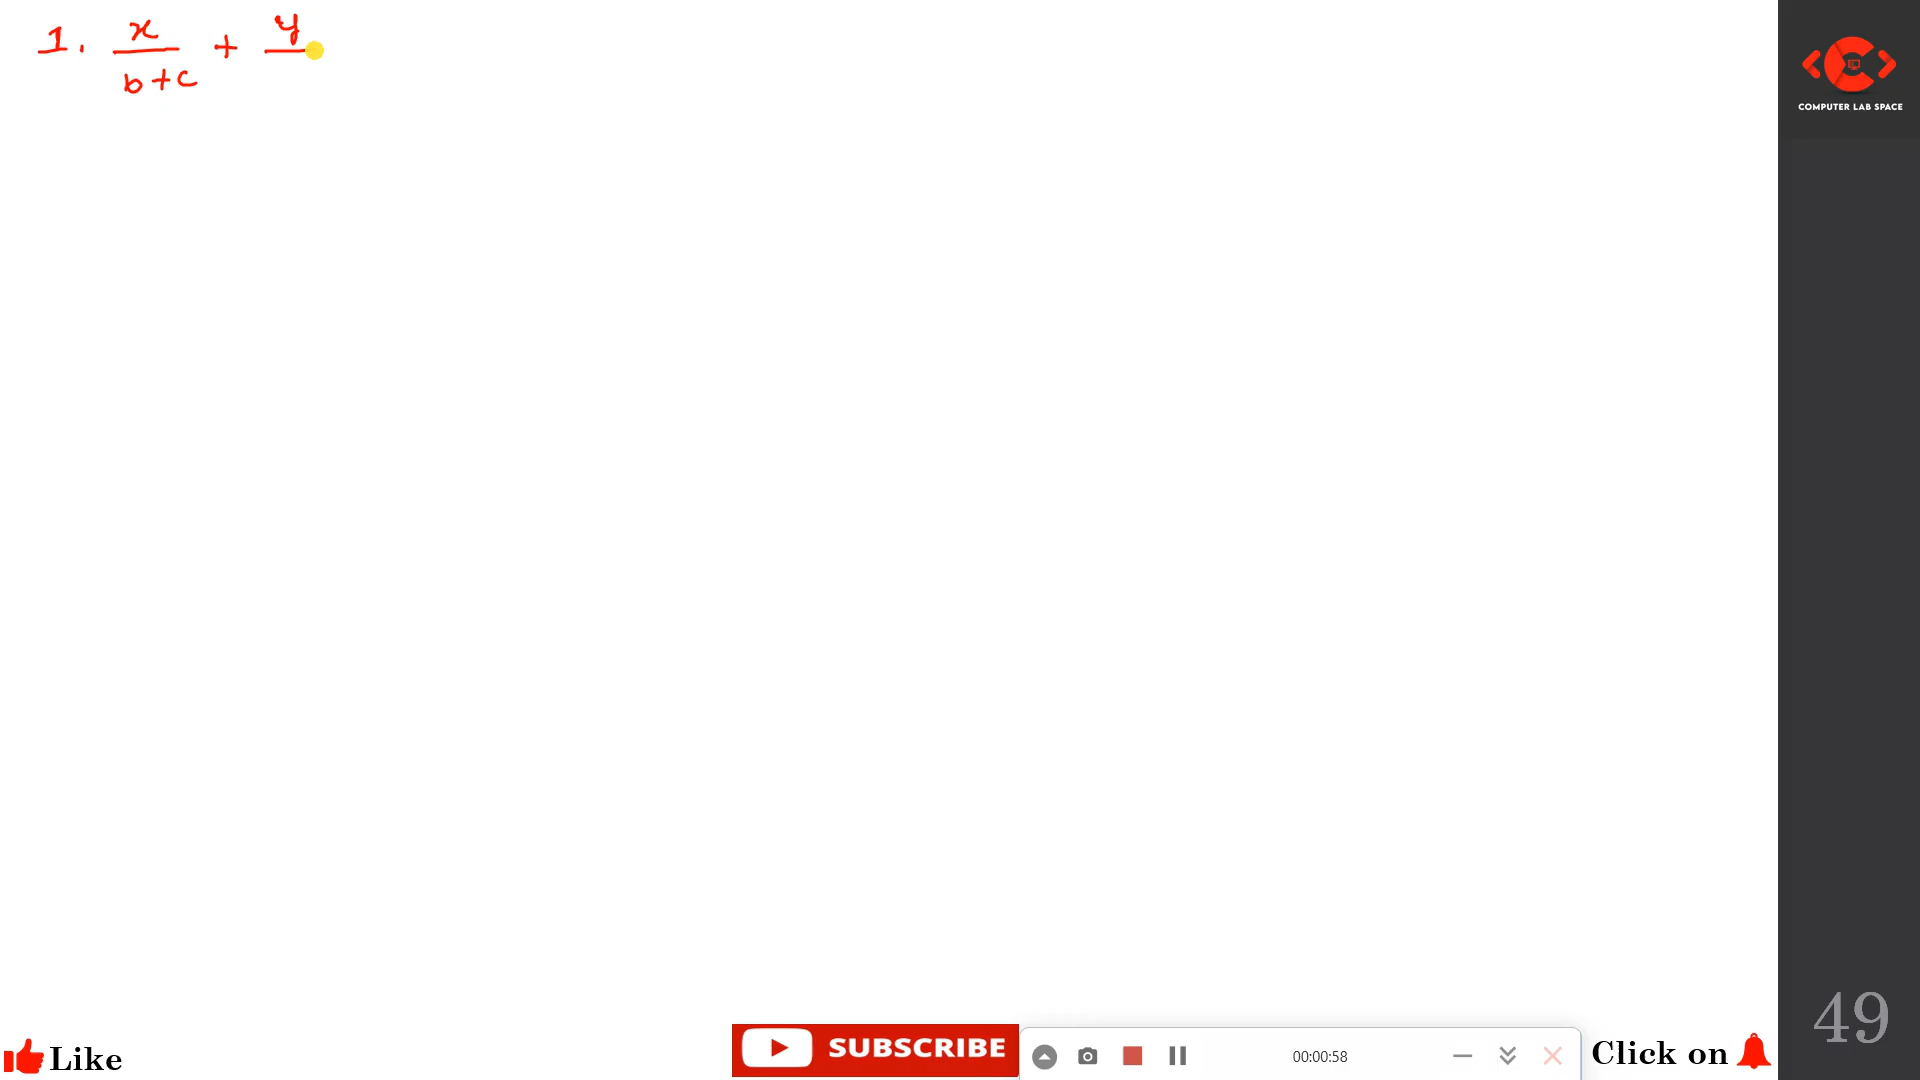 1. x/(b+c) + y/
COMPUTER LAB SPACE
49
Like
SUBSCRIBE
00:00:58
Click on